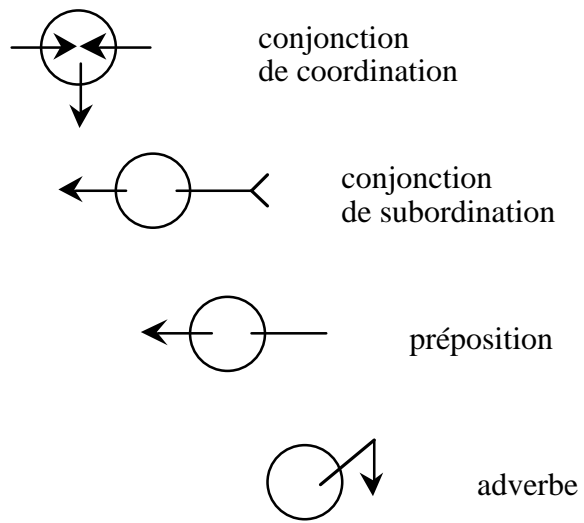 conjonction
de coordination
conjonction
de subordination
préposition
adverbe